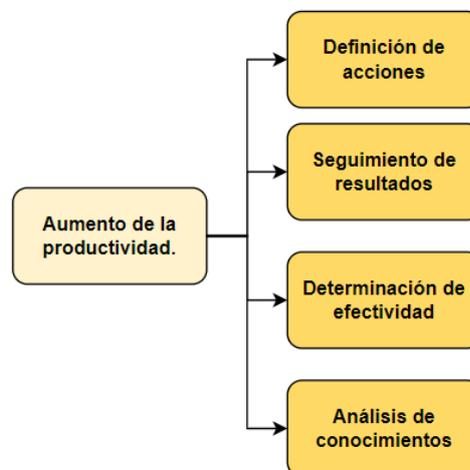 Definición de
acciones
Seguimiento de
resultados
Aumento de la
productividad.
Determinación de
efectividad
Análisis de
conocimientos